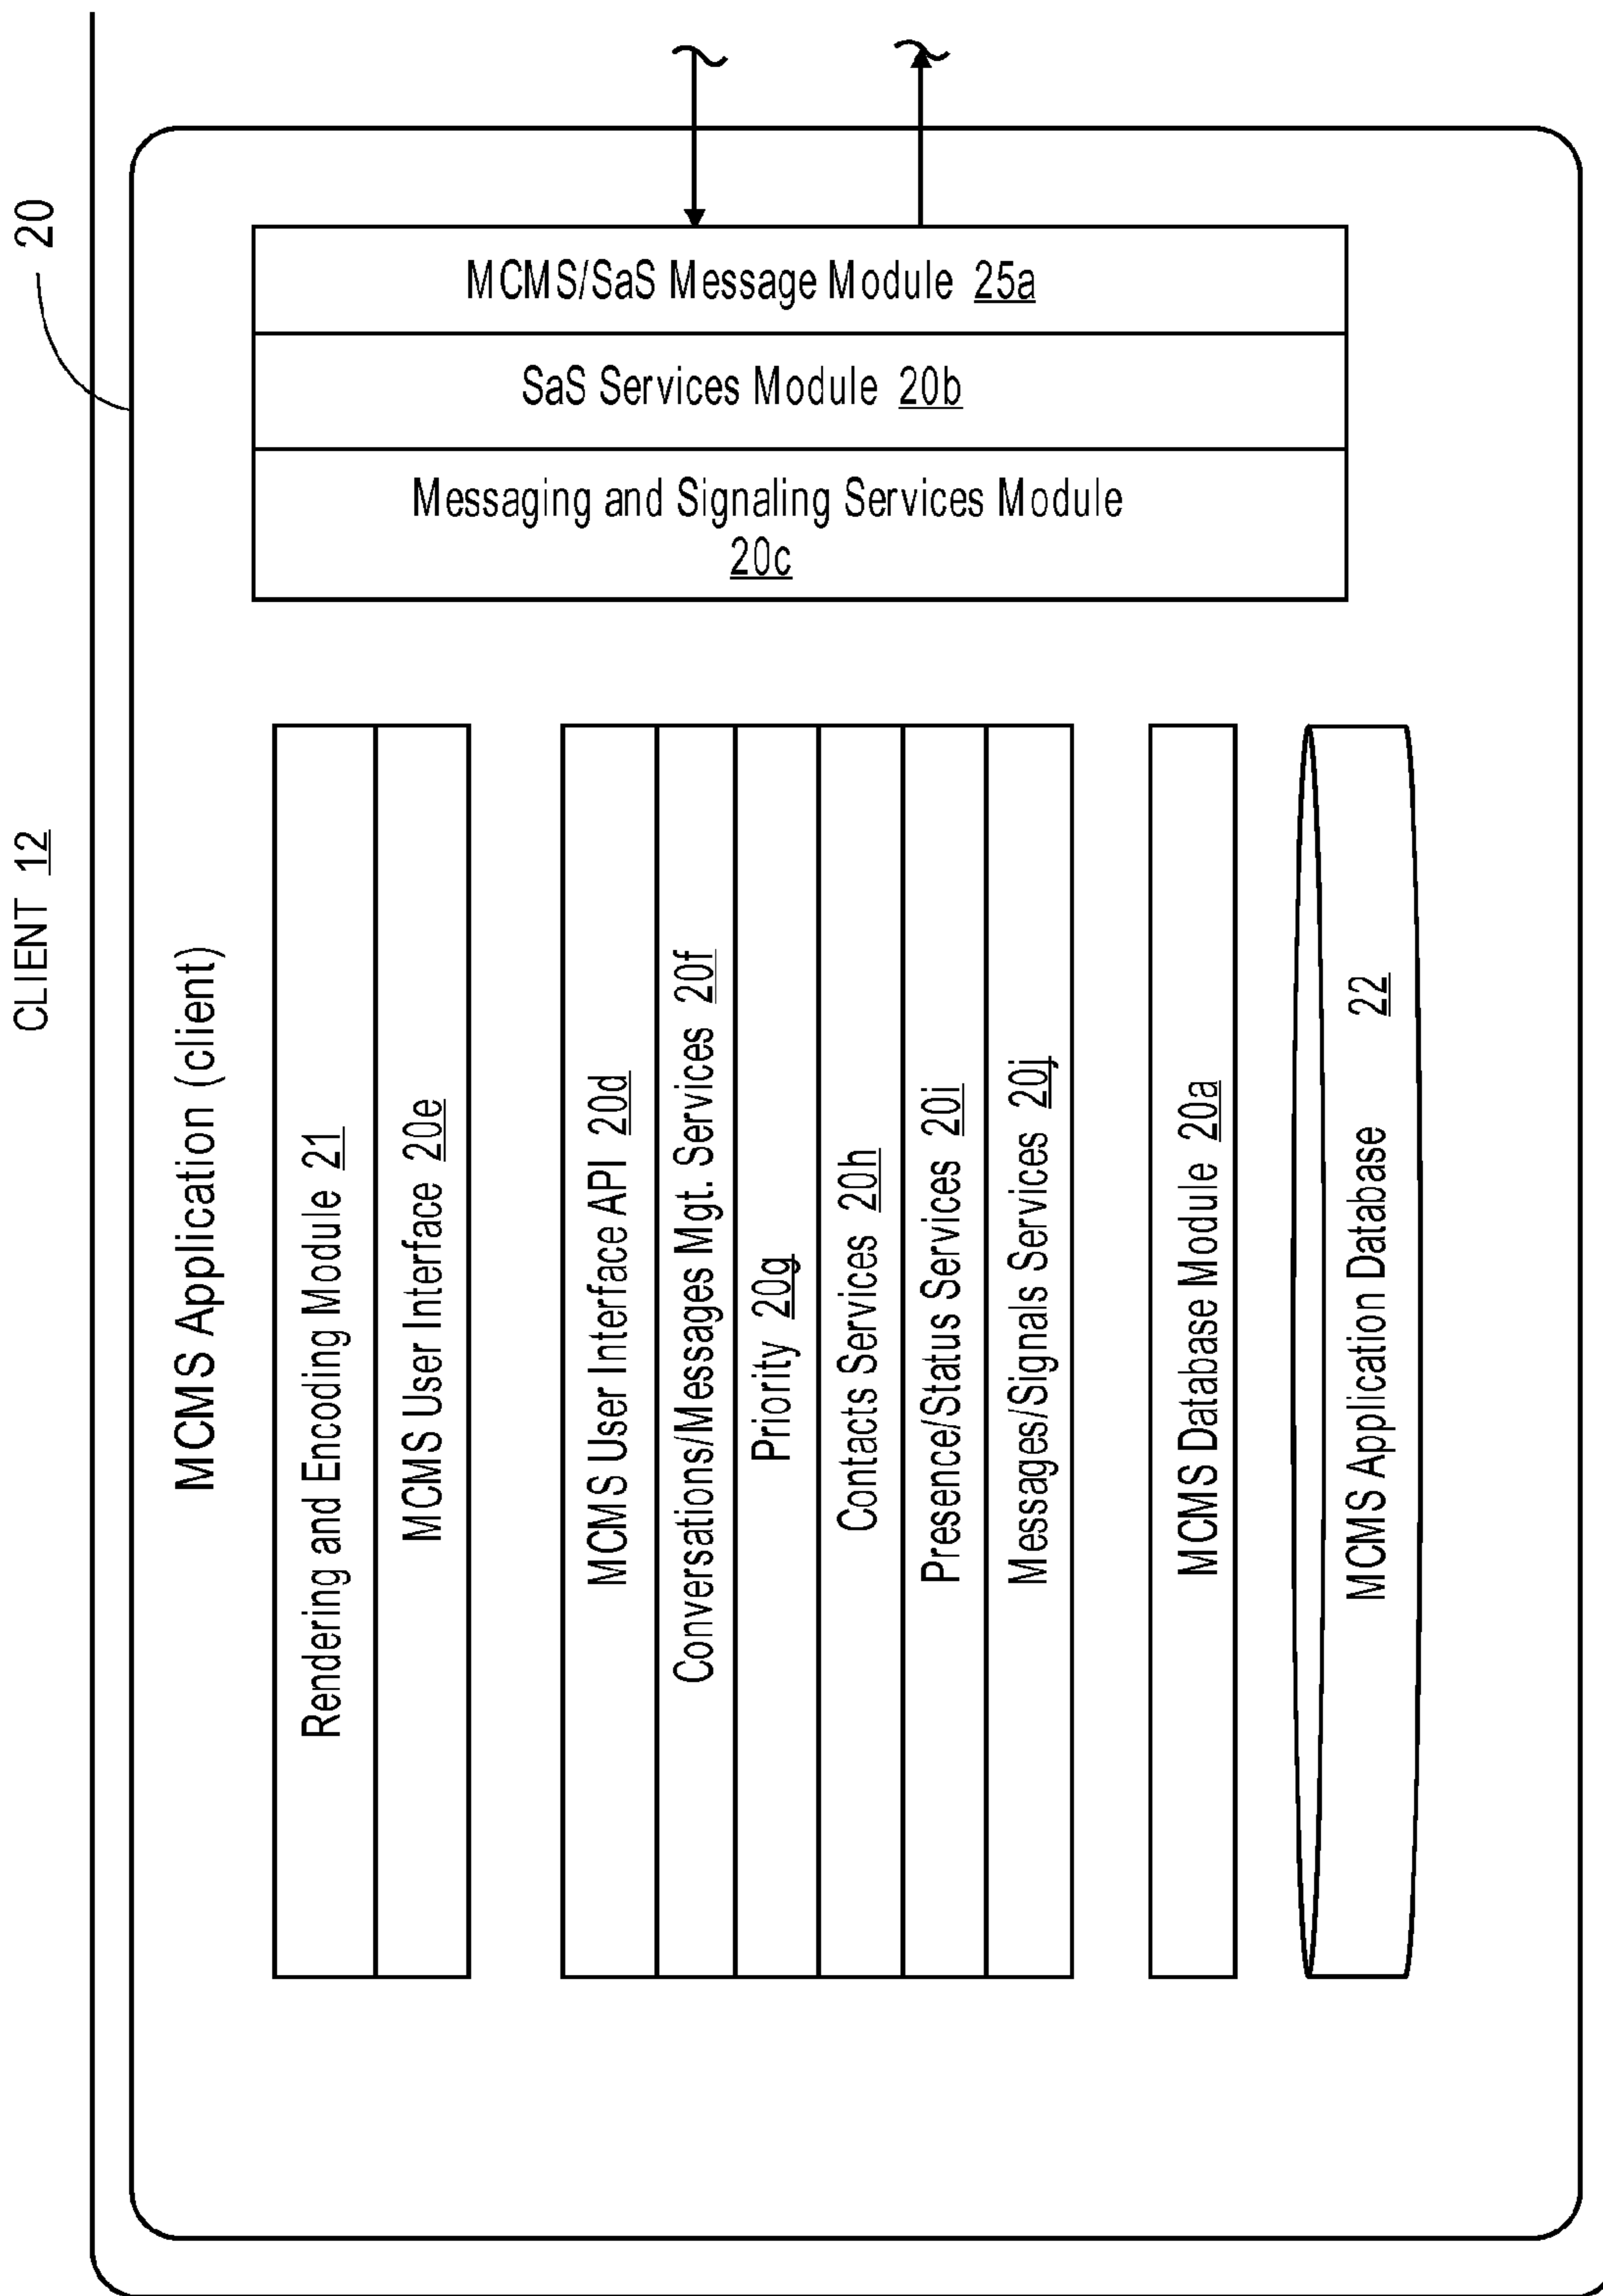 CLIENT 12
20
MCMS Application (client)
Rendering and Encoding Module 21
MCMS User Interface 20e
MCMS User Interface API 20d
Conversations/Messages Mgt. Services 20f
Priority 20g
Contacts Services 20h
Presence/Status Services 20i
Messages/Signals Services 20j
MCMS Database Module 20a
MCMS Application Database 22
MCMS/SaS Message Module 25a
SaS Services Module 20b
Messaging and Signaling Services Module
20c